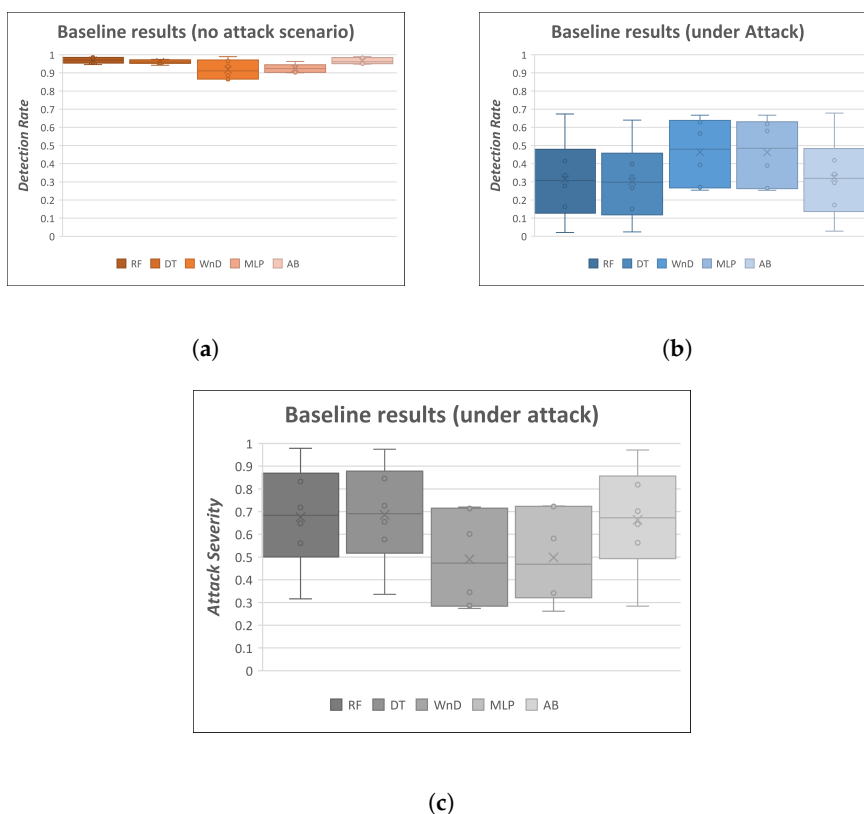 Baseline results (no attack scenario)
Detection Rate
1
0.9
0.8
0.7
0.6
0.5
0.4
0.3
0.2
0.1
0
RF DT WnD MLP AB
(a)
Baseline results (under Attack)
Detection Rate
1
0.9
0.8
0.7
0.6
0.5
0.4
0.3
0.2
0.1
0
RF DT WnD MLP AB
(b)
Baseline results (under attack)
Attack Severity
1
0.9
0.8
0.7
0.6
0.5
0.4
0.3
0.2
0.1
0
RF DT WnD MLP AB
(c)